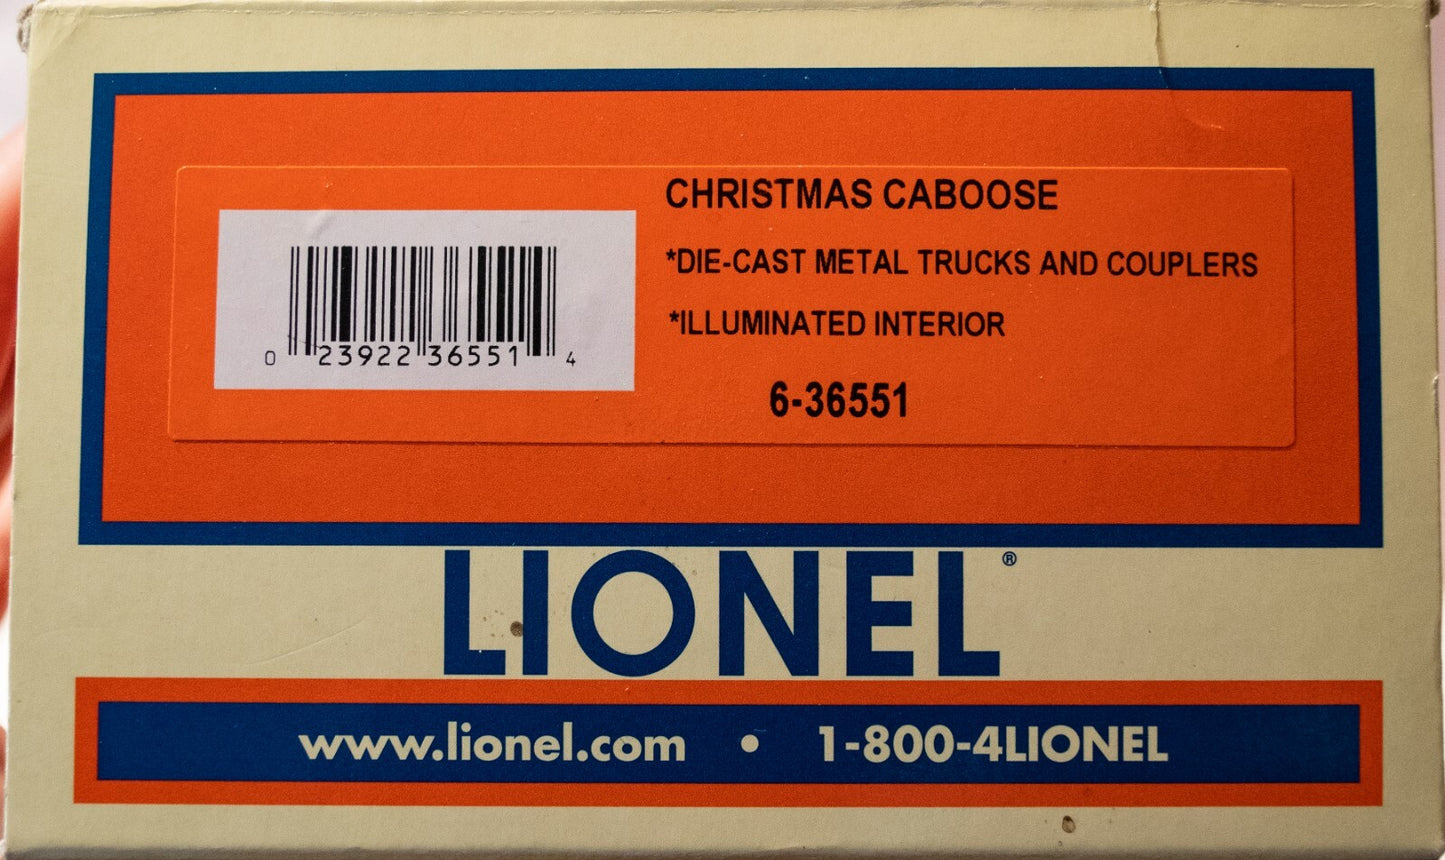 CHRISTMAS CABOOSE
*DIE-CAST METAL TRUCKS AND COUPLERS
*ILLUMINATED INTERIOR
6-36551
0 23922 36551 4
LIONEL®
www.lionel.com • 1-800-4LIONEL